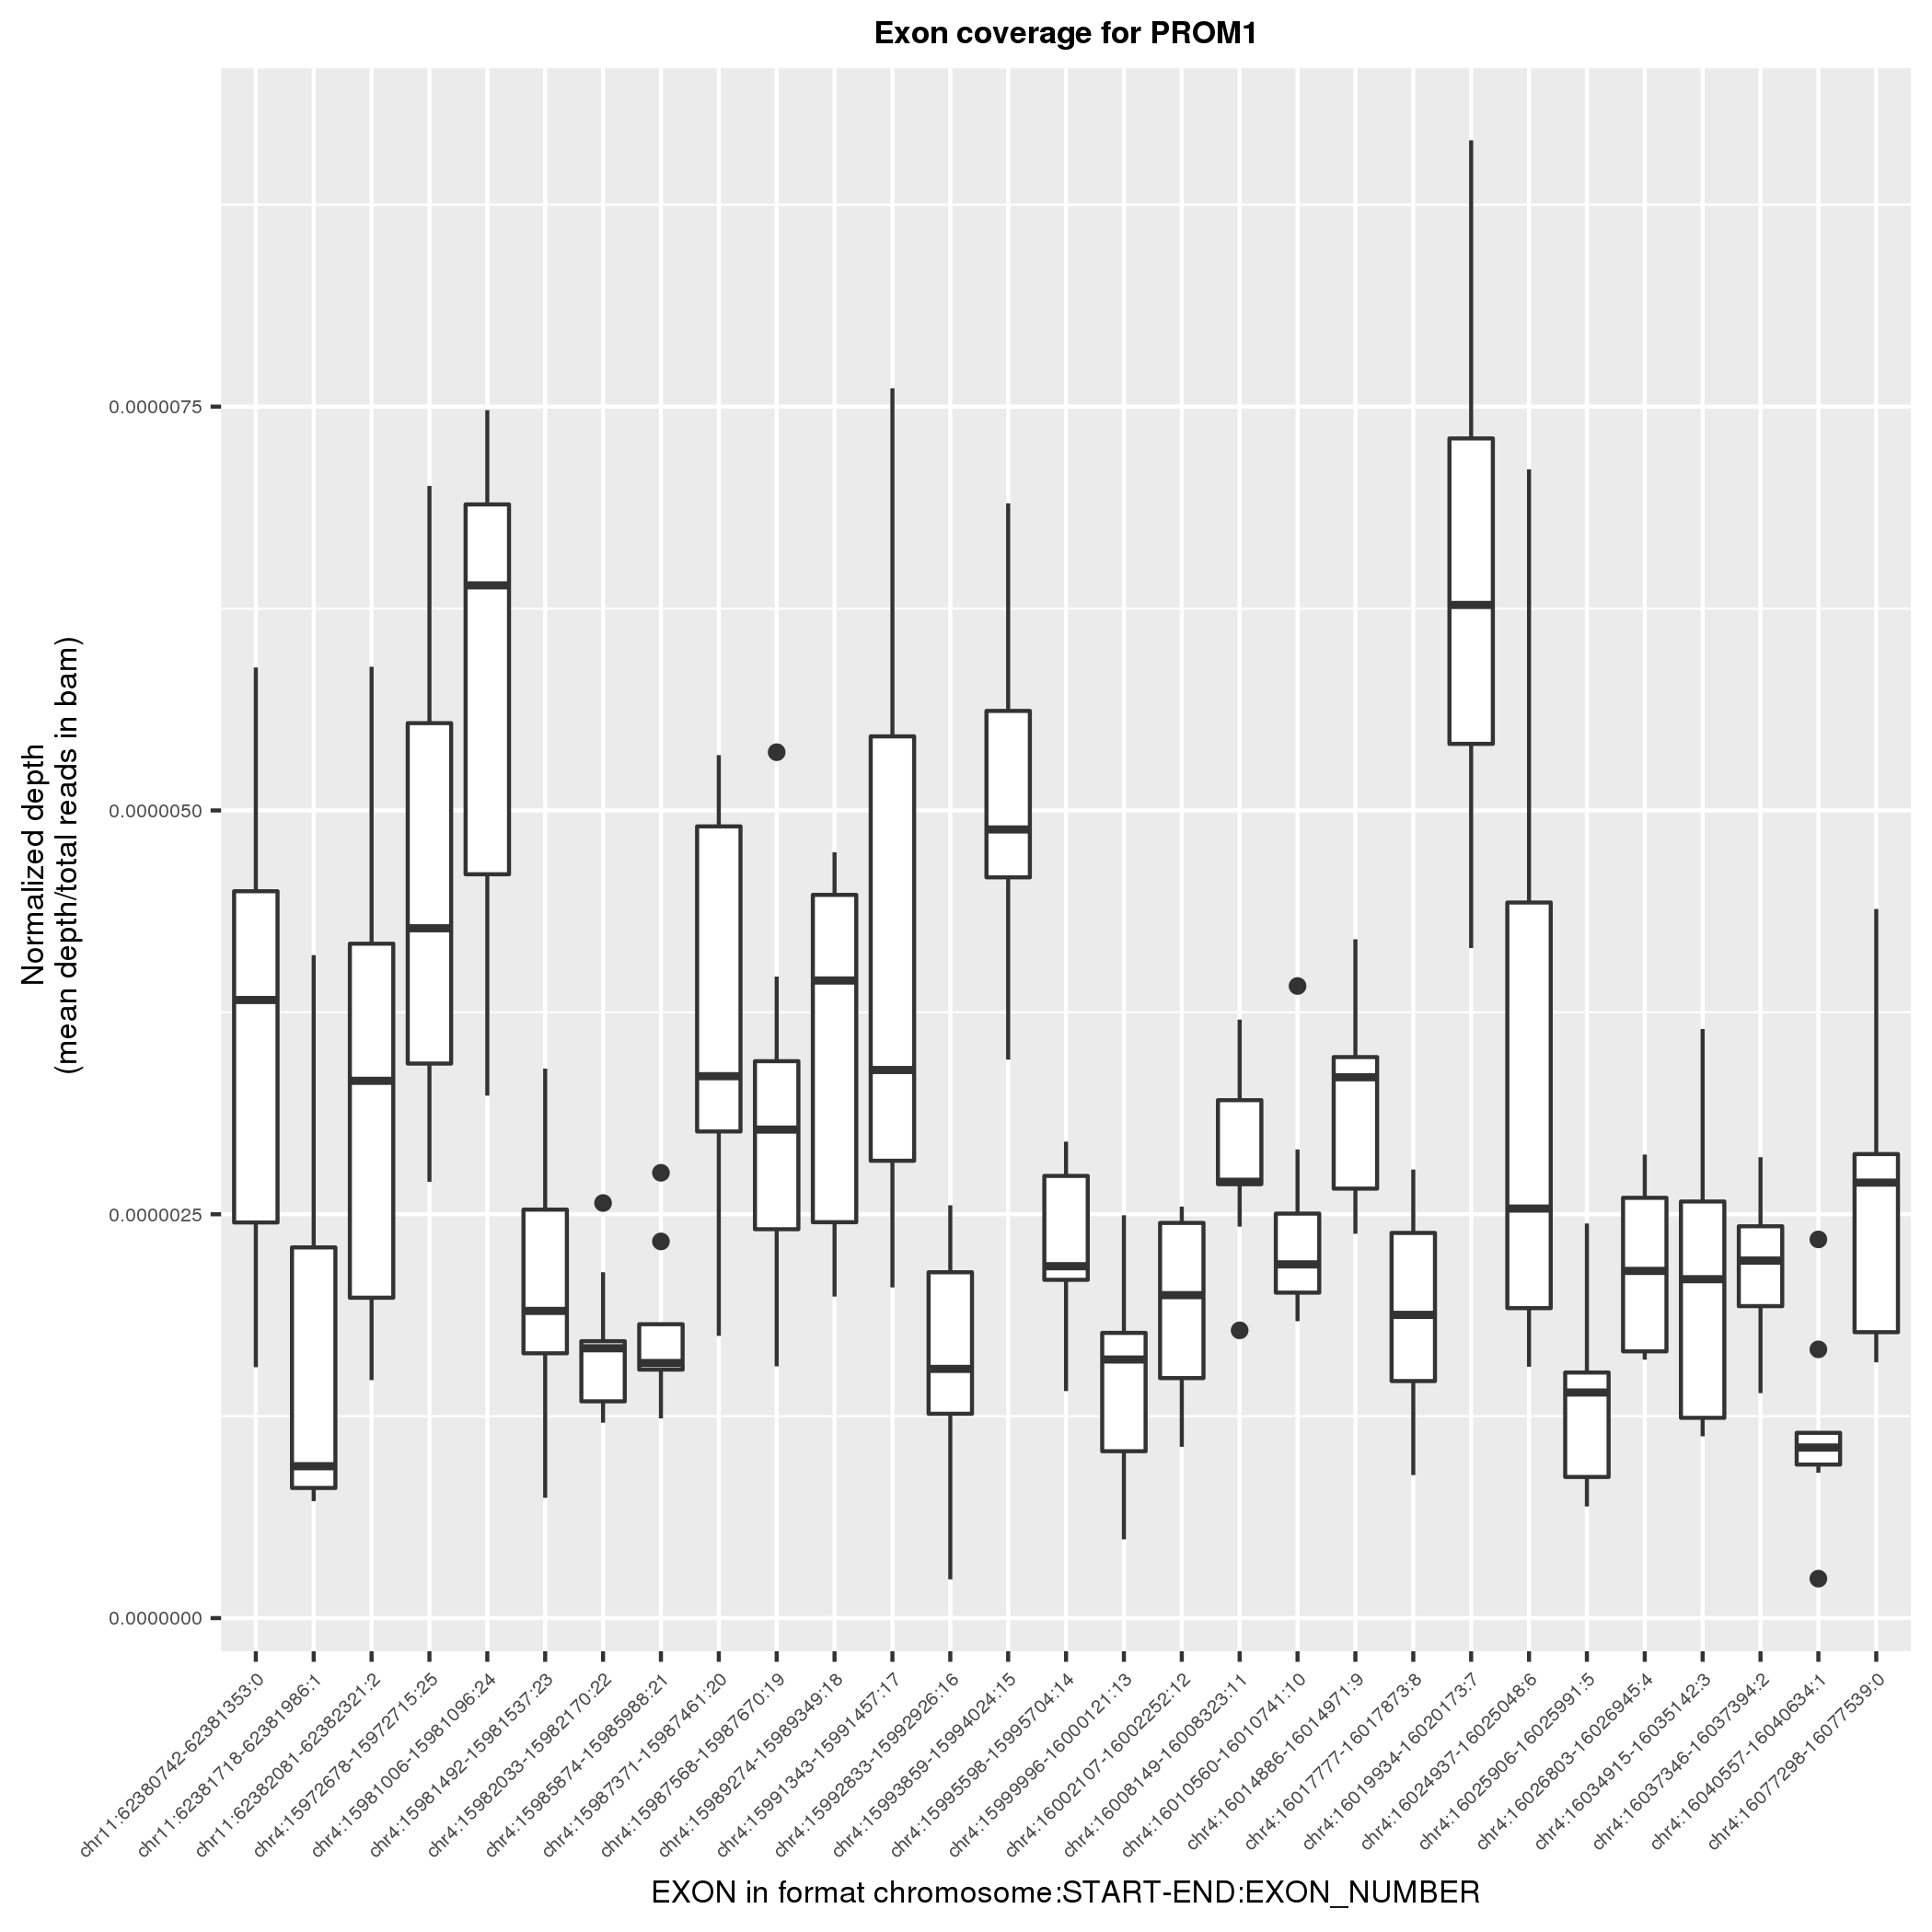 Exon coverage for PROM1
Normalized depth
(mean depth/total reads in bam)
0.0000075
0.0000050
0.0000025
0.0000000
chr11:62380742-62381353:0
chr11:62381718-62381986:1
chr11:62382081-62382321:2
chr4:15972678-15972715:25
chr4:15981006-15981096:24
chr4:15981492-15981537:23
chr4:15982033-15982170:22
chr4:15985874-15985988:21
chr4:15987371-15987461:20
chr4:15987568-15987670:19
chr4:15989274-15989349:18
chr4:15991343-15991457:17
chr4:15992833-15992926:16
chr4:15993859-15994024:15
chr4:15995598-15995704:14
chr4:15999996-16000121:13
chr4:16002107-16002252:12
chr4:16008149-16008323:11
chr4:16010560-16010741:10
chr4:16014886-16014971:9
chr4:16017777-16017873:8
chr4:16019934-16020173:7
chr4:16024937-16025048:6
chr4:16025906-16025991:5
chr4:16026803-16026945:4
chr4:16034915-16035142:3
chr4:16037346-16037394:2
chr4:16040557-16040634:1
chr4:16077298-16077539:0
EXON in format chromosome:START-END:EXON_NUMBER